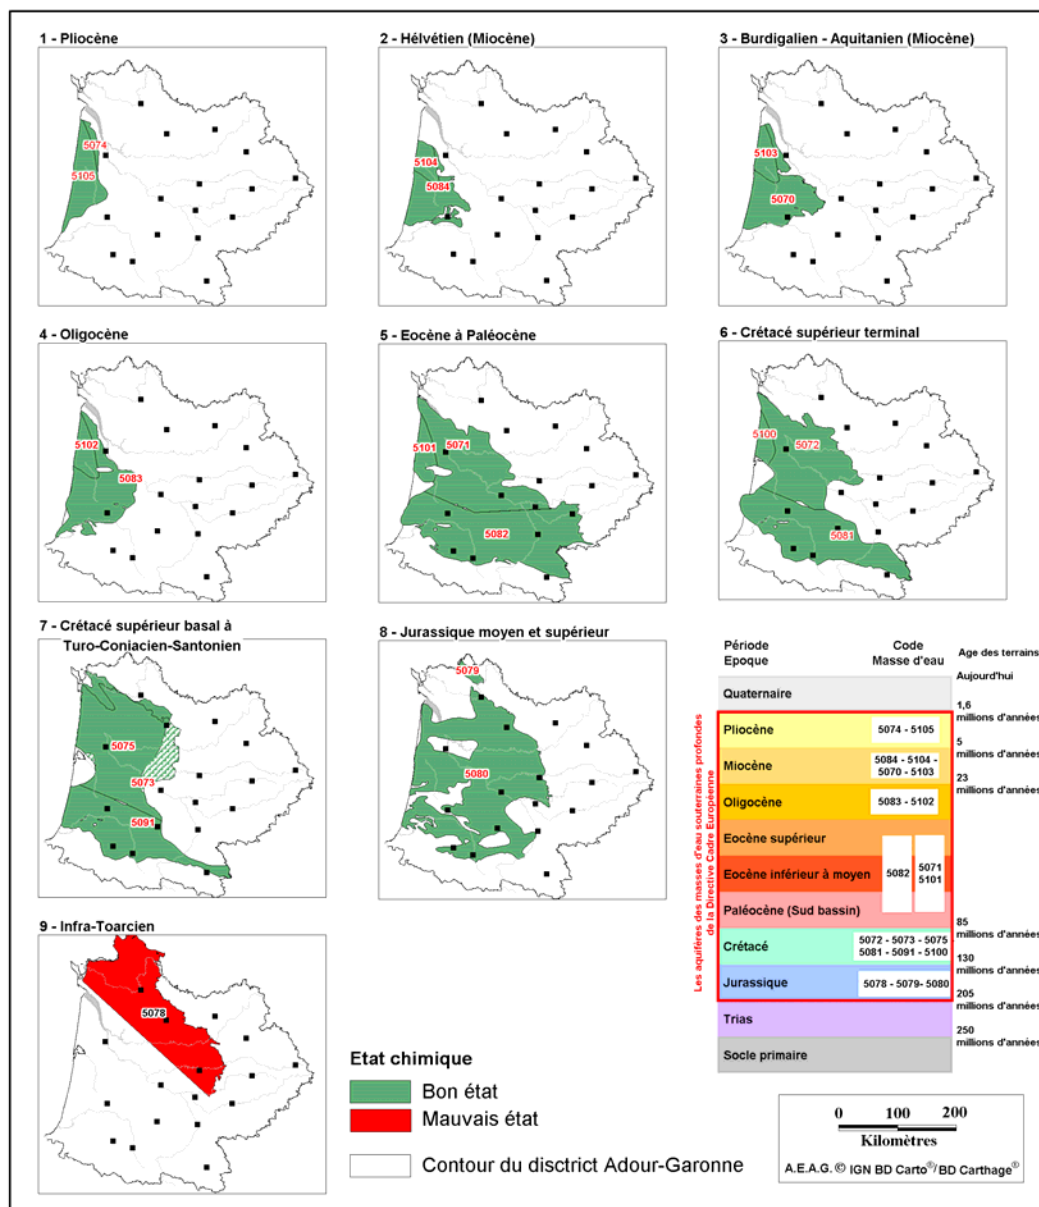 1 - Pliocène
5074
5105
2 - Hélvétien (Miocène)
5104
5084
3 - Burdigalien - Aquitanien (Miocène)
5103
5070
4 - Oligocène
5102
5083
5 - Eocène à Paléocène
5101
5071
5082
6 - Crétacé supérieur terminal
5100
5072
5081
7 - Crétacé supérieur basal à
Turo-Coniacien-Santonien
5075
5073
5091
8 - Jurassique moyen et supérieur
5079
5080
9 - Infra-Toarcien
5078
Etat chimique
Bon état
Mauvais état
Contour du disctrict Adour-Garonne
Période
Epoque
Code
Masse d'eau
Age des terrains
Aujourd'hui
Quaternaire
1,6
millions d'années
Pliocène
5074 - 5105
5
millions d'années
Miocène
5084 - 5104 -
5070 - 5103
23
millions d'années
Oligocène
5083 - 5102
Eocène supérieur
Eocène inférieur à moyen
5082
5071
5101
Paléocène (Sud bassin)
85
millions d'années
Crétacé
5072 - 5073 - 5075 -
5081 - 5091 - 5100
130
millions d'années
Jurassique
5078 - 5079- 5080
205
millions d'années
Trias
250
millions d'années
Socle primaire
Les aquiféres des masses d'eau souterraines profondes
de la Directive Cadre Européenne
0 100 200
Kilomètres
A.E.A.G. © IGN BD Carto®/BD Carthage®